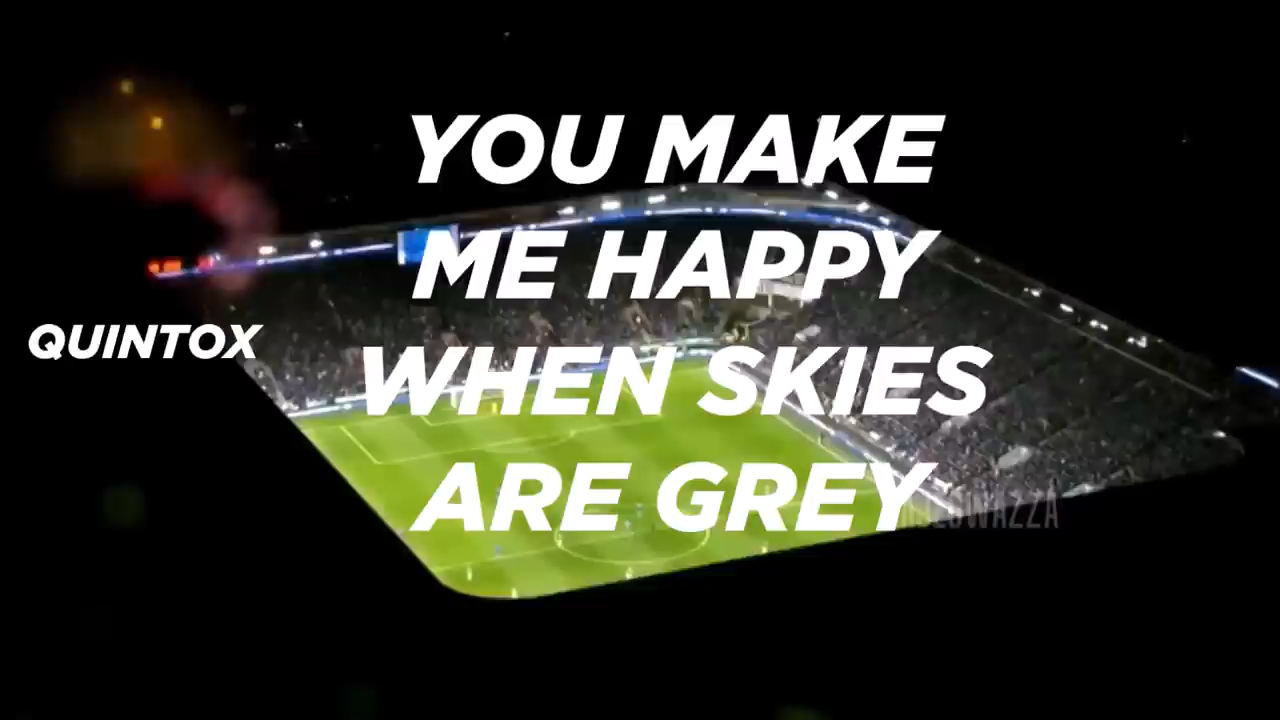 YOU MAKE
ME HAPPY
WHEN SKIES
ARE GREY
QUINTOX